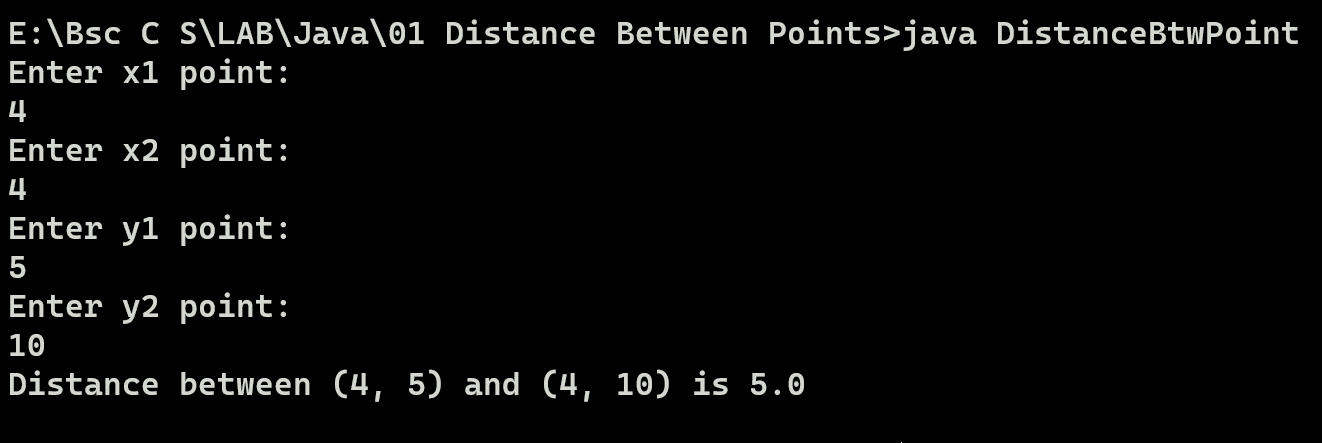 E:\Bsc C S\LAB\Java\01 Distance Between Points>java DistanceBtwPoint
Enter x1 point:
4
Enter x2 point:
4
Enter y1 point:
5
Enter y2 point:
10
Distance between (4, 5) and (4, 10) is 5.0